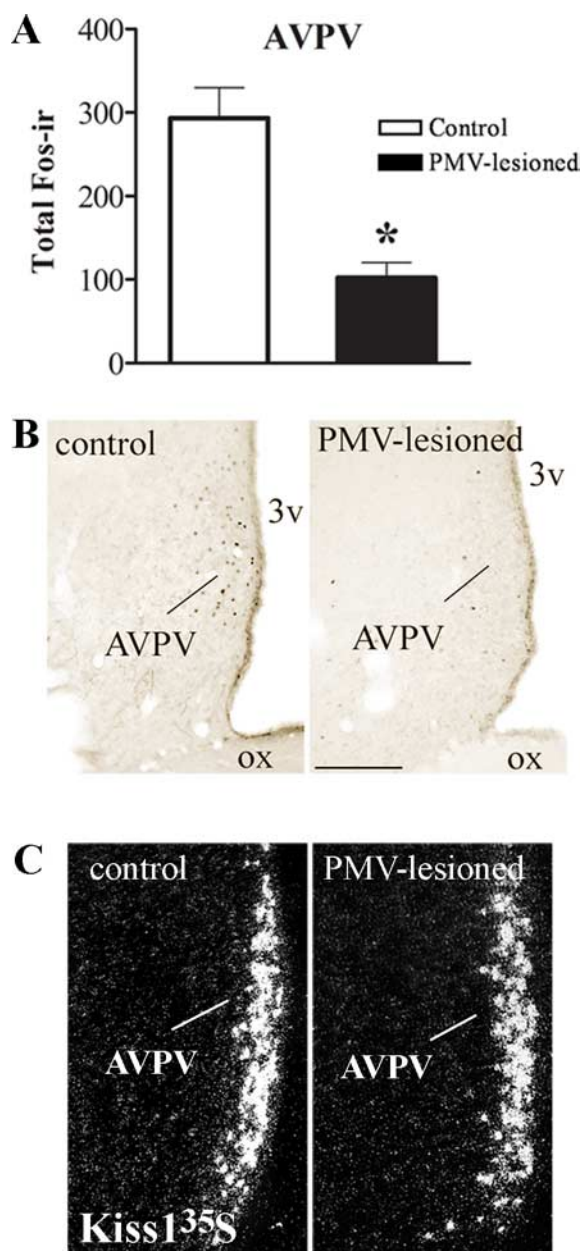 A
AVPV
400
300
200
100
0
Total Fos-ir
Control
PMV-lesioned
*
B
control
PMV-lesioned
3v
3v
AVPV
AVPV
ox
ox
C
control
PMV-lesioned
AVPV
AVPV
Kiss1³⁵S